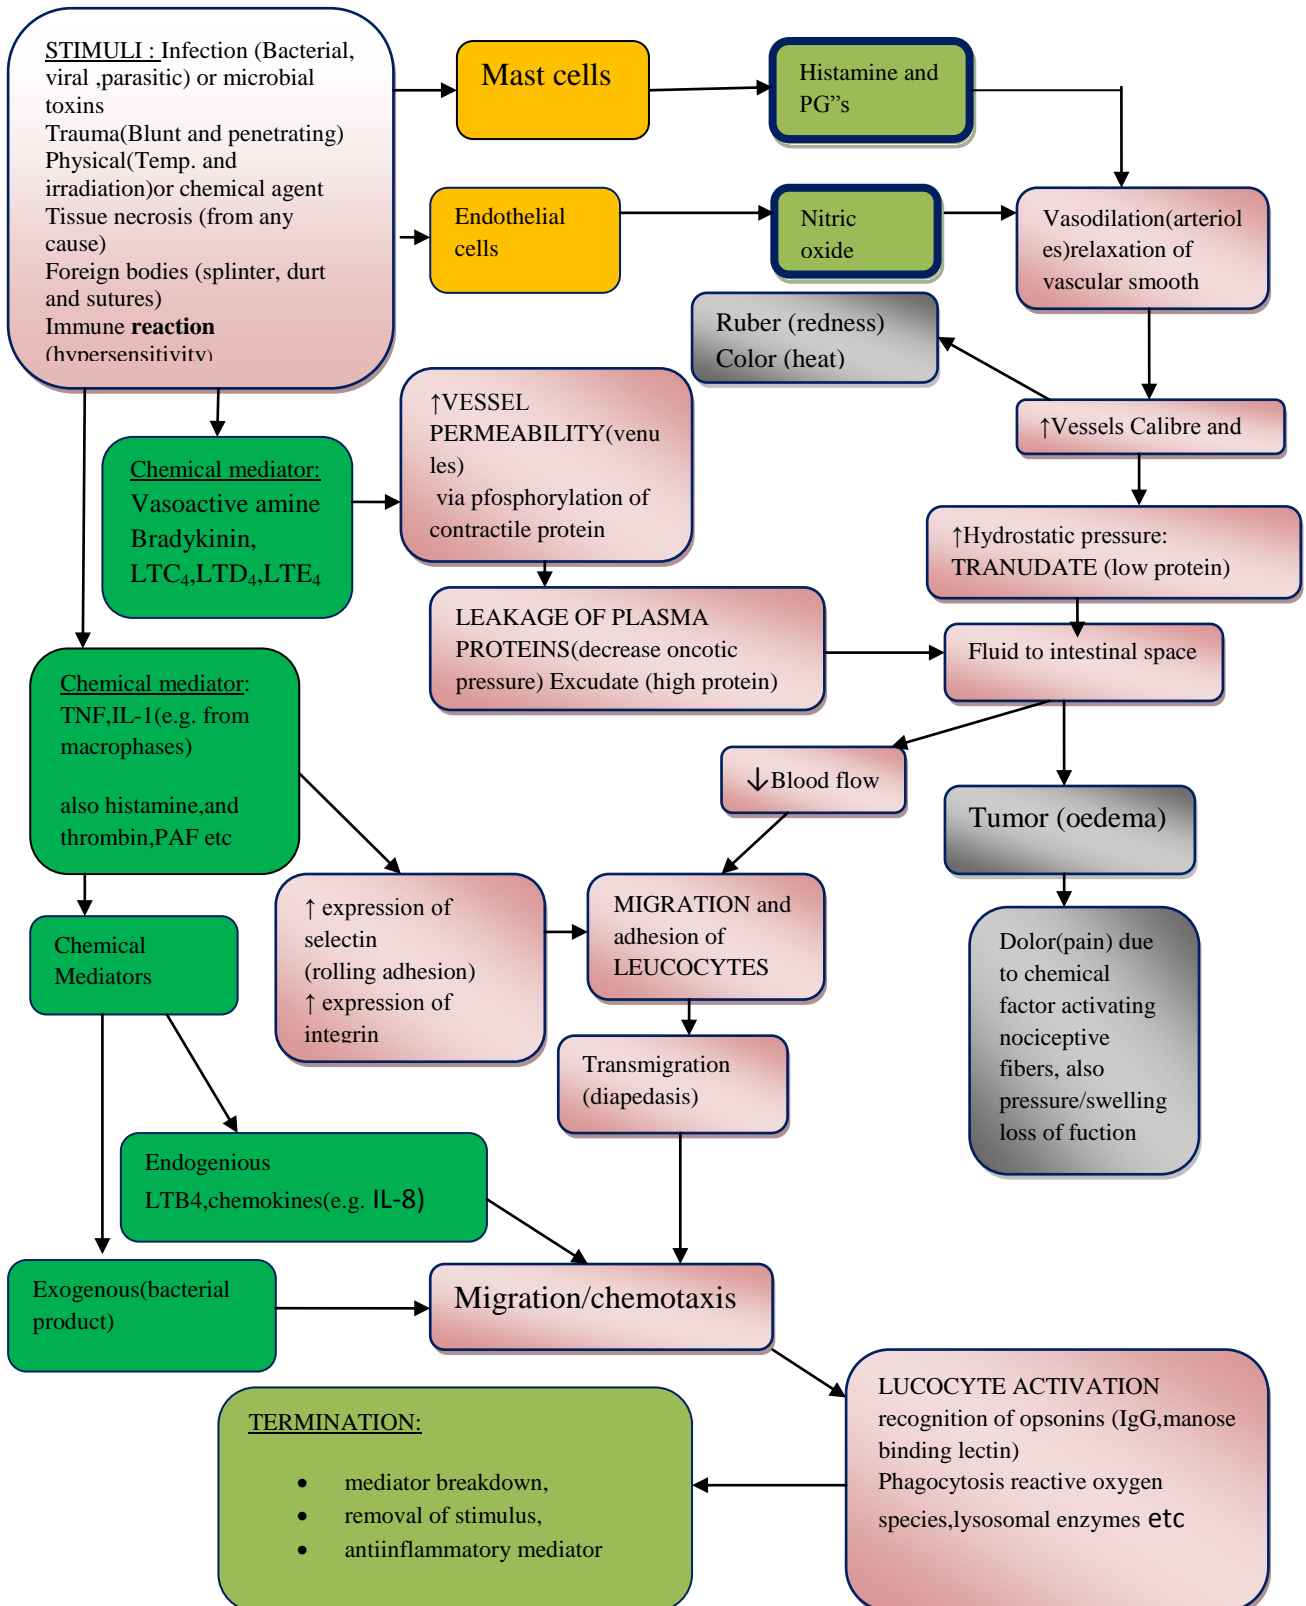 STIMULI : Infection (Bacterial,
viral ,parasitic) or microbial
toxins
Trauma(Blunt and penetrating)
Physical(Temp. and
irradiation)or chemical agent
Tissue necrosis (from any
cause)
Foreign bodies (splinter, durt
and sutures)
Immune reaction
(hypersensitivity)
Mast cells
Histamine and
PG"s
Endothelial
cells
Nitric
oxide
Vasodilation(arteriol
es)relaxation of
vascular smooth
Ruber (redness)
Color (heat)
↑Vessels Calibre and
↑VESSEL
PERMEABILITY(venu
les)
via pfosphorylation of
contractile protein
Chemical mediator:
Vasoactive amine
Bradykinin,
LTC₄,LTD₄,LTE₄
↑Hydrostatic pressure:
TRANUDATE (low protein)
LEAKAGE OF PLASMA
PROTEINS(decrease oncotic
pressure) Excudate (high protein)
Fluid to intestinal space
Chemical mediator:
TNF,IL-1(e.g. from
macrophases)
also histamine,and
thrombin,PAF etc
↓Blood flow
Tumor (oedema)
↑ expression of
selectin
(rolling adhesion)
↑ expression of
integrin
MIGRATION and
adhesion of
LEUCOCYTES
Dolor(pain) due
to chemical
factor activating
nociceptive
fibers, also
pressure/swelling
loss of fuction
Chemical
Mediators
Transmigration
(diapedasis)
Endogenious
LTB4,chemokines(e.g. IL-8)
Exogenous(bacterial
product)
Migration/chemotaxis
LUCOCYTE ACTIVATION
recognition of opsonins (IgG,manose
binding lectin)
Phagocytosis reactive oxygen
species,lysosomal enzymes etc
TERMINATION:
• mediator breakdown,
• removal of stimulus,
• antiinflammatory mediator